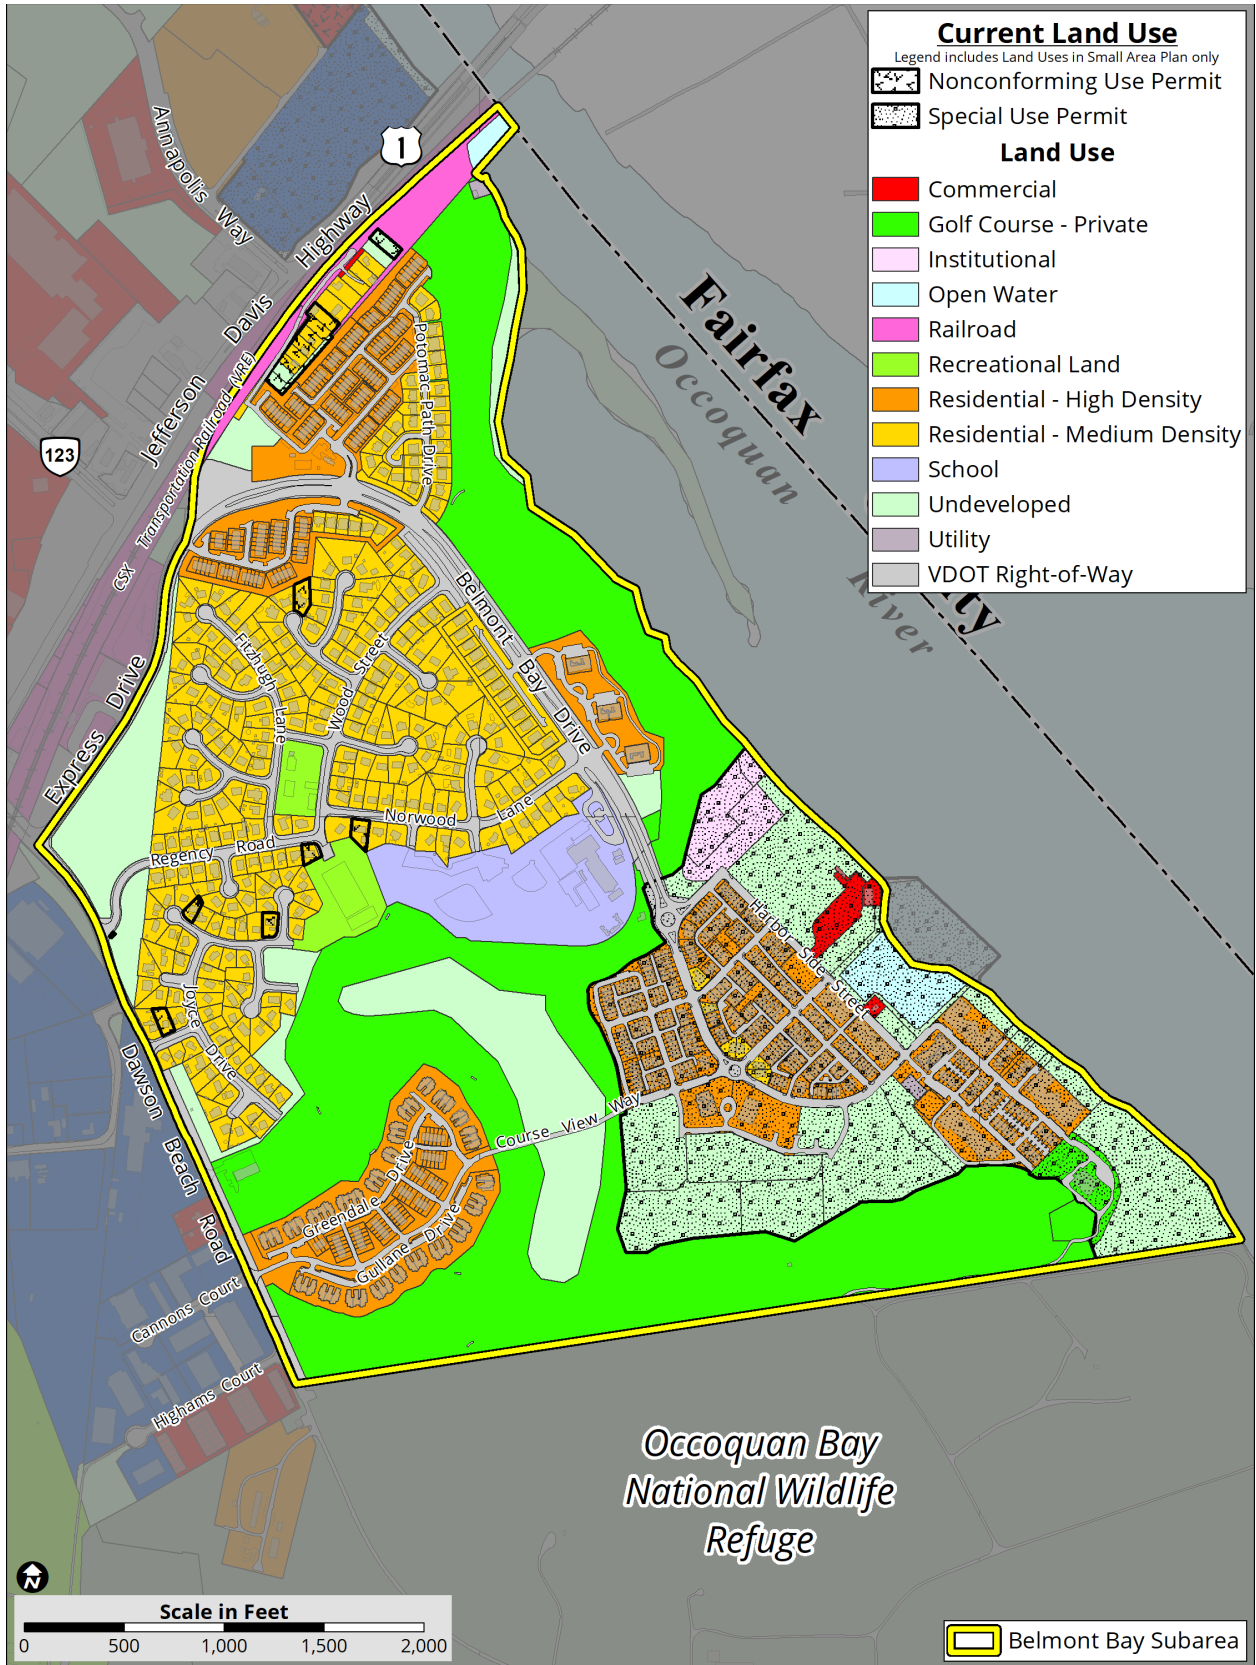 Current Land Use
Legend includes Land Uses in Small Area Plan only
Nonconforming Use Permit
Special Use Permit
Land Use
Commercial
Golf Course - Private
Institutional
Open Water
Railroad
Recreational Land
Residential - High Density
Residential - Medium Density
School
Undeveloped
Utility
VDOT Right-of-Way
Annapolis Way
1
Jefferson Davis Highway
CSX Transportation Railroad (VRE)
123
Fairfax
ty
Occoquan
River
Potomac Path Drive
Belmont Bay Drive
Fitzhugh Lane
Wood Street
Express Drive
Norwood Lane
Regency Road
Harbor Side Street
Joyce Drive
Dawson Beach Road
Course View Way
Greendale Drive
Gullane Drive
Cannons Court
Highams Court
Occoquan Bay
National Wildlife
Refuge
N
Scale in Feet
0 500 1,000 1,500 2,000
Belmont Bay Subarea